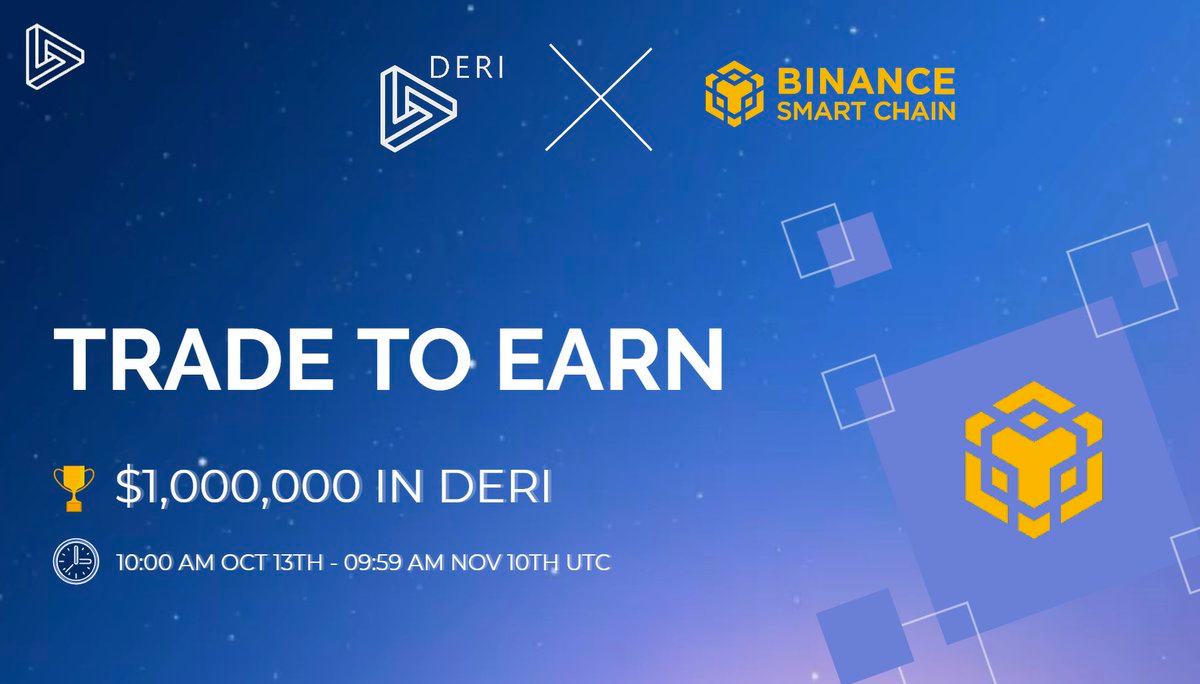 DERI
BINANCE
SMART CHAIN
TRADE TO EARN
$1,000,000 IN DERI
10:00 AM OCT 13TH - 09:59 AM NOV 10TH UTC